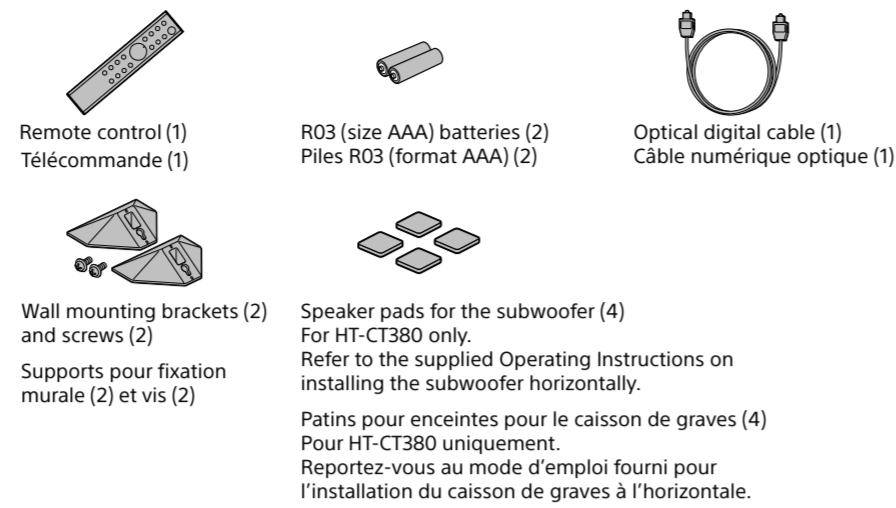 Remote control (1)
Télécommande (1)
R03 (size AAA) batteries (2)
Piles R03 (format AAA) (2)
Optical digital cable (1)
Câble numérique optique (1)
Wall mounting brackets (2)
and screws (2)
Supports pour fixation
murale (2) et vis (2)
Speaker pads for the subwoofer (4)
For HT-CT380 only.
Refer to the supplied Operating Instructions on
installing the subwoofer horizontally.
Patins pour enceintes pour le caisson de graves (4)
Pour HT-CT380 uniquement.
Reportez-vous au mode d’emploi fourni pour
l’installation du caisson de graves à l’horizontale.